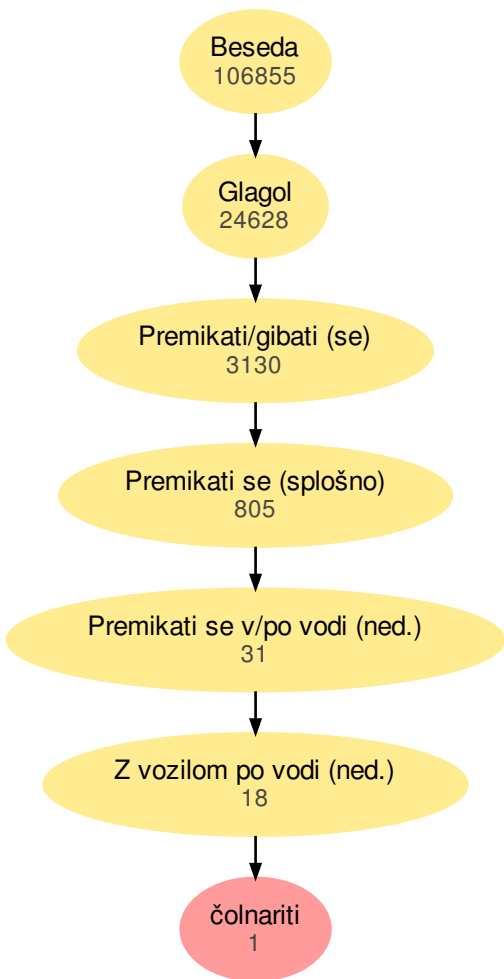 Beseda
106855
Glagol
24628
Premikati/gibati (se)
3130
Premikati se (splošno)
805
Premikati se v/po vodi (ned.)
31
Z vozilom po vodi (ned.)
18
čolnariti
1